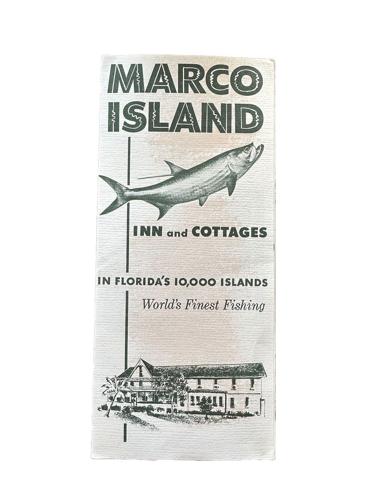 MARCO
ISLAND
INN and COTTAGES
IN FLORIDA'S 10,000 ISLANDS
World's Finest Fishing